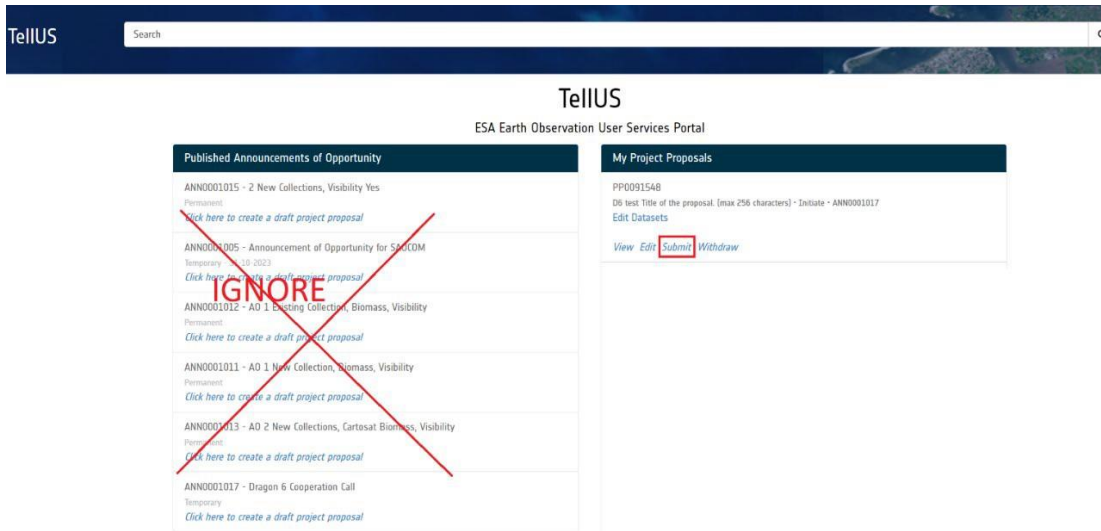 TellUS
Search
TellUS
ESA Earth Observation User Services Portal
Published Announcements of Opportunity
ANN0001015 - 2 New Collections, Visibility Yes
Permanent
Click here to create a draft project proposal
ANN0001005 - Announcement of Opportunity for SAOCOM
Temporary 31-10-2023
Click here to create a draft project proposal
IGNORE
ANN0001012 - AO 1 Existing Collection, Biomass, Visibility
Permanent
Click here to create a draft project proposal
ANN0001011 - AO 1 New Collection, Biomass, Visibility
Permanent
Click here to create a draft project proposal
ANN0001013 - AO 2 New Collections, Cartosat Biomass, Visibility
Permanent
Click here to create a draft project proposal
ANN0001017 - Dragon 6 Cooperation Call
Temporary
Click here to create a draft project proposal
My Project Proposals
PP0091548
D6 test Title of the proposal. (max 256 characters) • Initiate • ANN0001017
Edit Datasets
View Edit Submit Withdraw